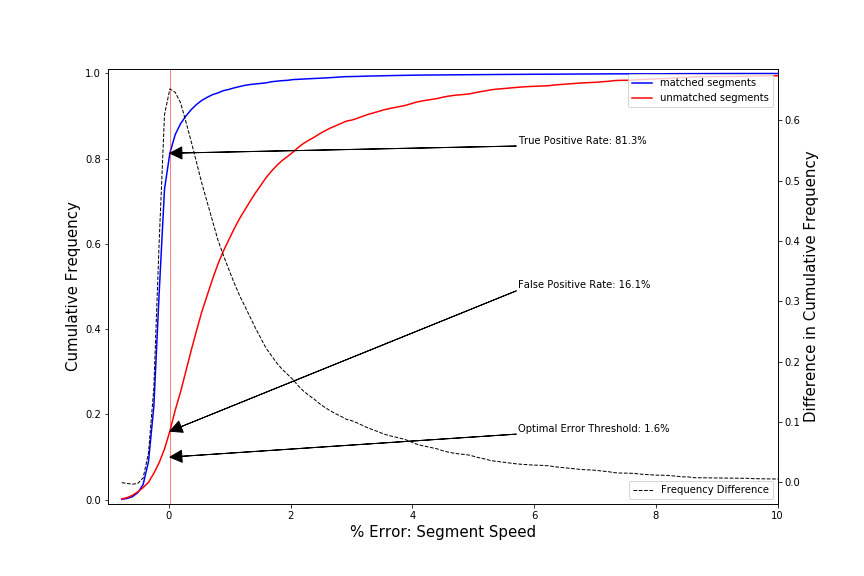 1.0
0.8
0.6
0.4
0.2
0.0
Cumulative Frequency
matched segments
unmatched segments
True Positive Rate: 81.3%
False Positive Rate: 16.1%
Optimal Error Threshold: 1.6%
Frequency Difference
0.6
0.5
0.4
0.3
0.2
0.1
0.0
Difference in Cumulative Frequency
0 2 4 6 8 10
% Error: Segment Speed